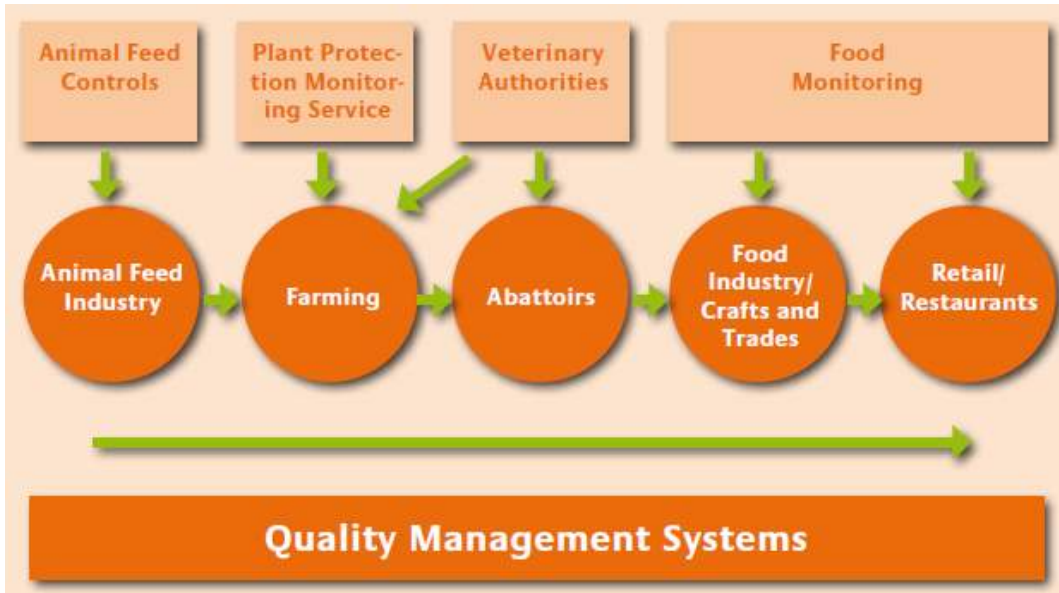 Animal Feed
Controls
Plant Protec-
tion Monitor-
ing Service
Veterinary
Authorities
Food
Monitoring
Animal Feed
Industry
Farming
Abattoirs
Food
Industry/
Crafts and
Trades
Retail/
Restaurants
Quality Management Systems